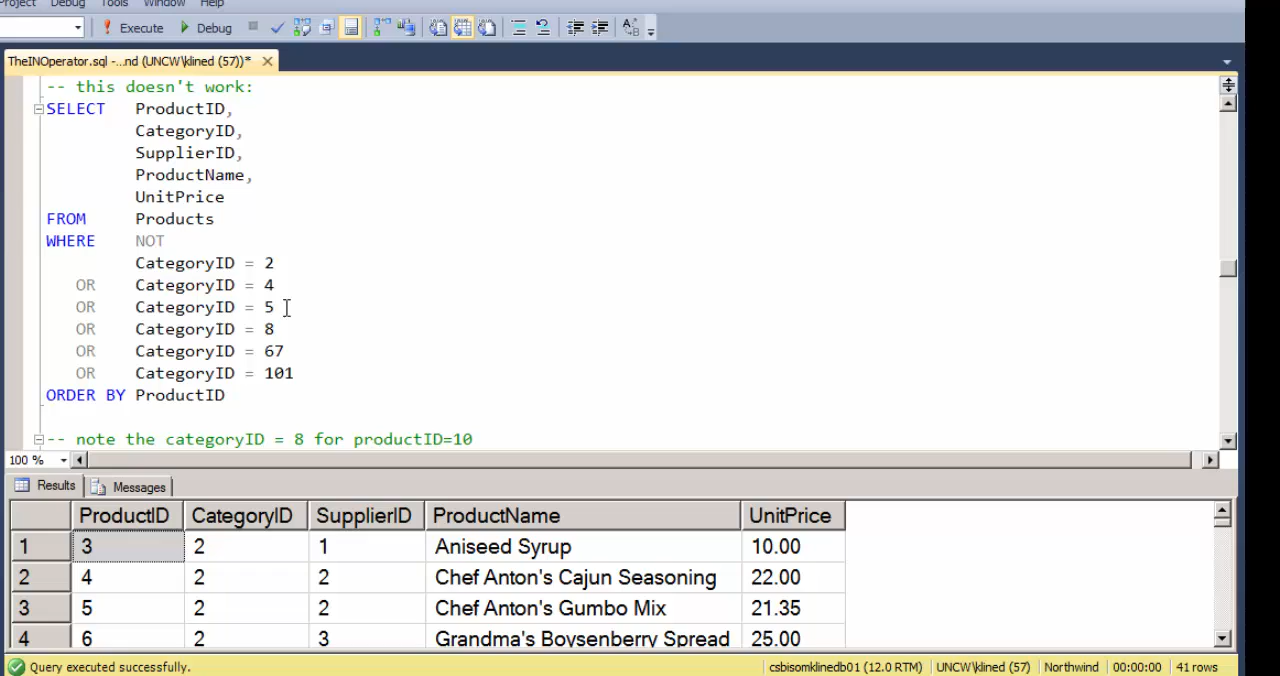 Project Debug Tools Window Help
Execute Debug
TheINOperator.sql -...nd (UNCW\klined (57))*
-- this doesn't work:
SELECT ProductID,
CategoryID,
SupplierID,
ProductName,
UnitPrice
FROM Products
WHERE NOT
CategoryID = 2
OR CategoryID = 4
OR CategoryID = 5
OR CategoryID = 8
OR CategoryID = 67
OR CategoryID = 101
ORDER BY ProductID
-- note the categoryID = 8 for productID=10
100 %
Results Messages
ProductID CategoryID SupplierID ProductName UnitPrice
1 3 2 1 Aniseed Syrup 10.00
2 4 2 2 Chef Anton's Cajun Seasoning 22.00
3 5 2 2 Chef Anton's Gumbo Mix 21.35
4 6 2 3 Grandma's Boysenberry Spread 25.00
Query executed successfully. csbisomklinedb01 (12.0 RTM) UNCW\klined (57) Northwind 00:00:00 41 rows